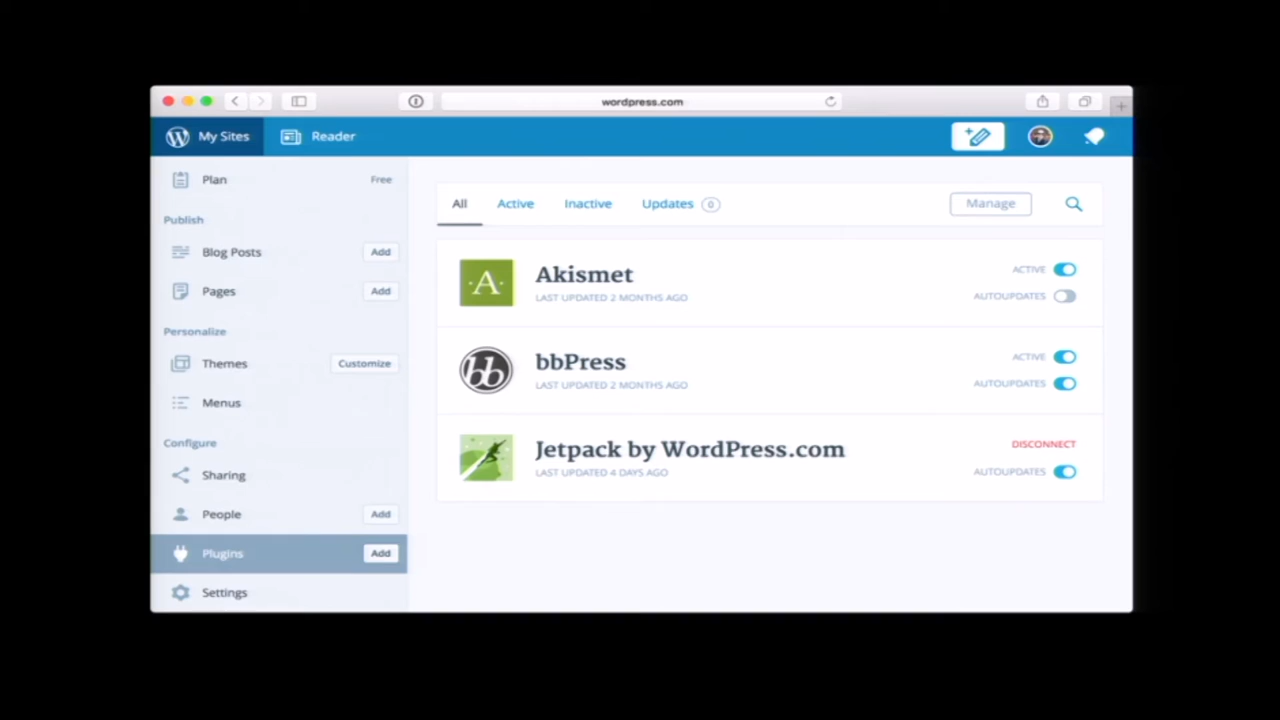 wordpress.com
My Sites
Reader
Plan Free
Publish
Blog Posts Add
Pages Add
Personalize
Themes Customize
Menus
Configure
Sharing
People Add
Plugins Add
Settings
All Active Inactive Updates 0 Manage
A Akismet ACTIVE
LAST UPDATED 2 MONTHS AGO AUTOUPDATES
bb bbPress ACTIVE
LAST UPDATED 2 MONTHS AGO AUTOUPDATES
Jetpack by WordPress.com DISCONNECT
LAST UPDATED 4 DAYS AGO AUTOUPDATES